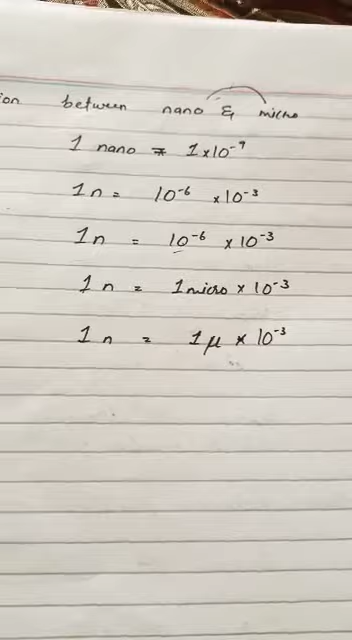 ion between nano & micro
1 nano = 1×10⁻⁹
1n = 10⁻⁶ ×10⁻³
1n = 10⁻⁶ × 10⁻³
1n = 1micro × 10⁻³
1n = 1μ × 10⁻³